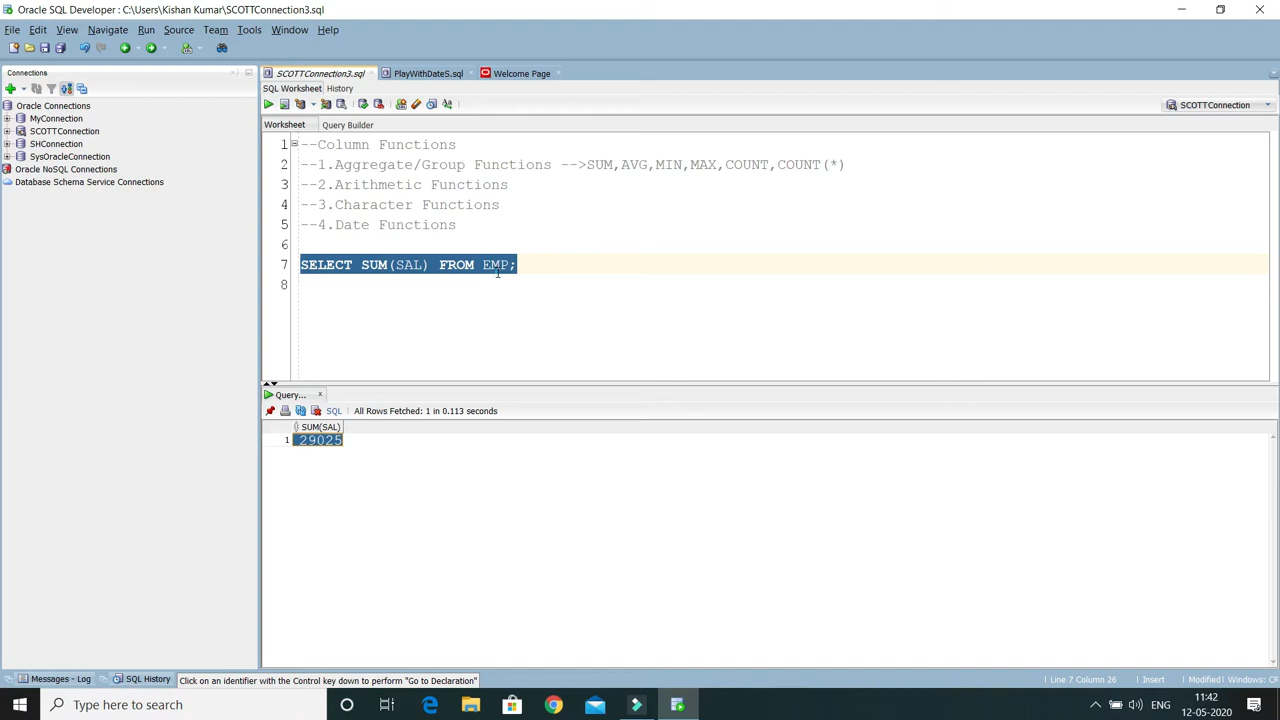 Oracle SQL Developer : C:\Users\Kishan Kumar\SCOTTConnection3.sql
File Edit View Navigate Run Source Team Tools Window Help
Connections
Oracle Connections
MyConnection
SCOTTConnection
SHConnection
SysOracleConnection
Oracle NoSQL Connections
Database Schema Service Connections
SCOTTConnection3.sql PlayWithDateS.sql Welcome Page
SQL Worksheet History
SCOTTConnection
Worksheet Query Builder
1 --Column Functions
2 --1.Aggregate/Group Functions -->SUM,AVG,MIN,MAX,COUNT,COUNT(*)
3 --2.Arithmetic Functions
4 --3.Character Functions
5 --4.Date Functions
6
7 SELECT SUM(SAL) FROM EMP;
8
Query...
SQL All Rows Fetched: 1 in 0.113 seconds
SUM(SAL)
1 29025
Messages - Log SQL History Click on an identifier with the Control key down to perform "Go to Declaration" Line 7 Column 26 Insert Modified Windows: CR
Type here to search
ENG
11:42
12-05-2020